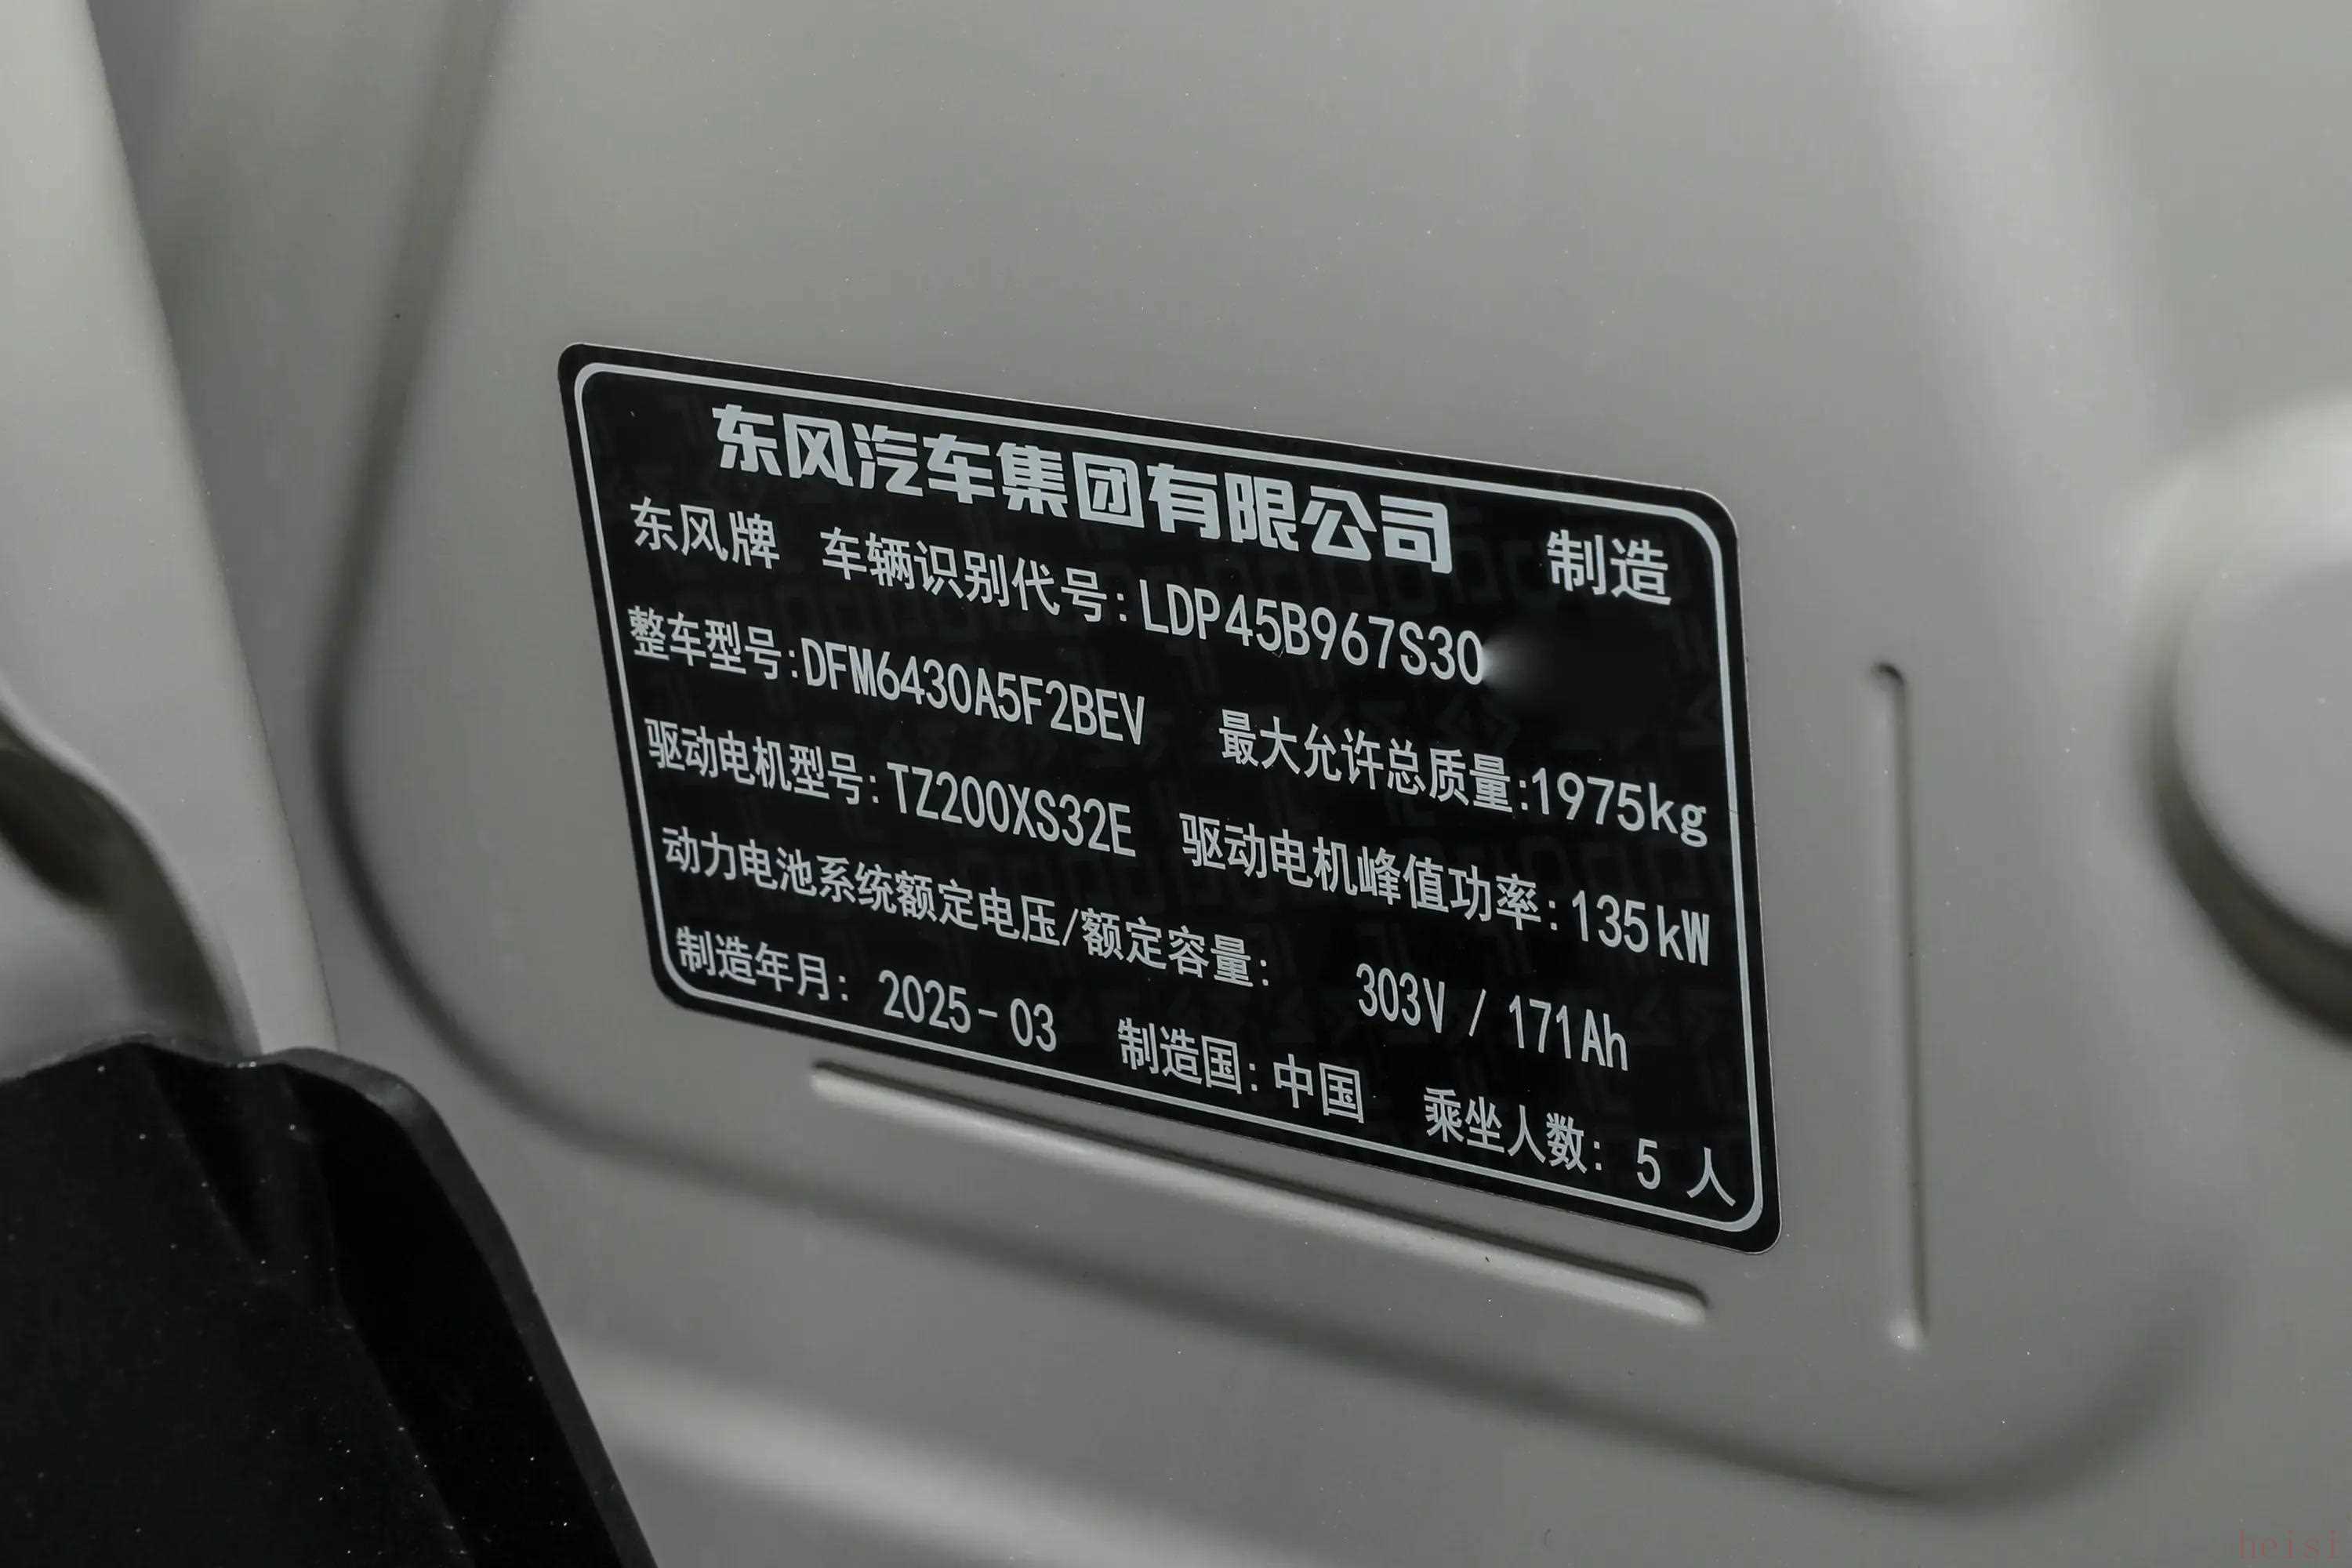 东风汽车集团有限公司 制造
东风牌 车辆识别代号:LDP45B967S30
整车型号:DFM6430A5F2BEV 最大允许总质量:1975kg
驱动电机型号:TZ200XS32E 驱动电机峰值功率:135kW
动力电池系统额定电压/额定容量: 303V / 171Ah
制造年月: 2025-03 制造国:中国 乘坐人数: 5 人
heisi